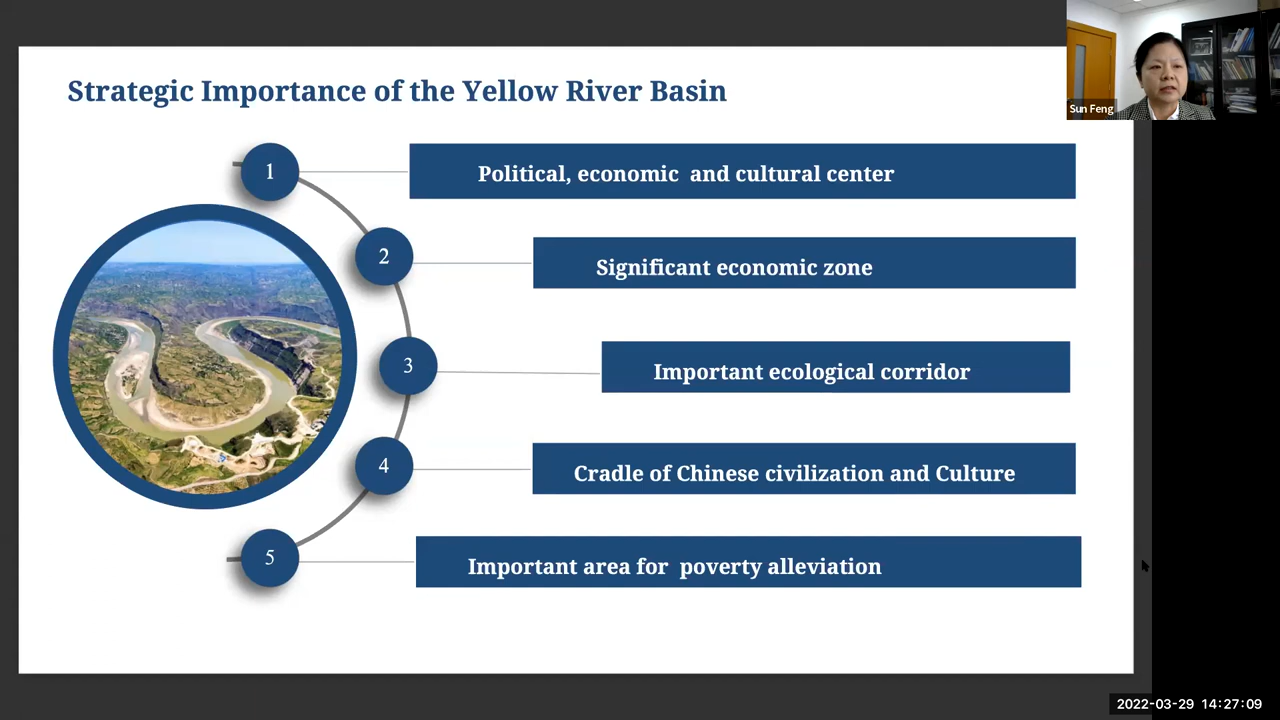 Strategic Importance of the Yellow River Basin
Sun Feng
1 Political, economic and cultural center
2 Significant economic zone
3 Important ecological corridor
4 Cradle of Chinese civilization and Culture
5 Important area for poverty alleviation
2022-03-29 14:27:09